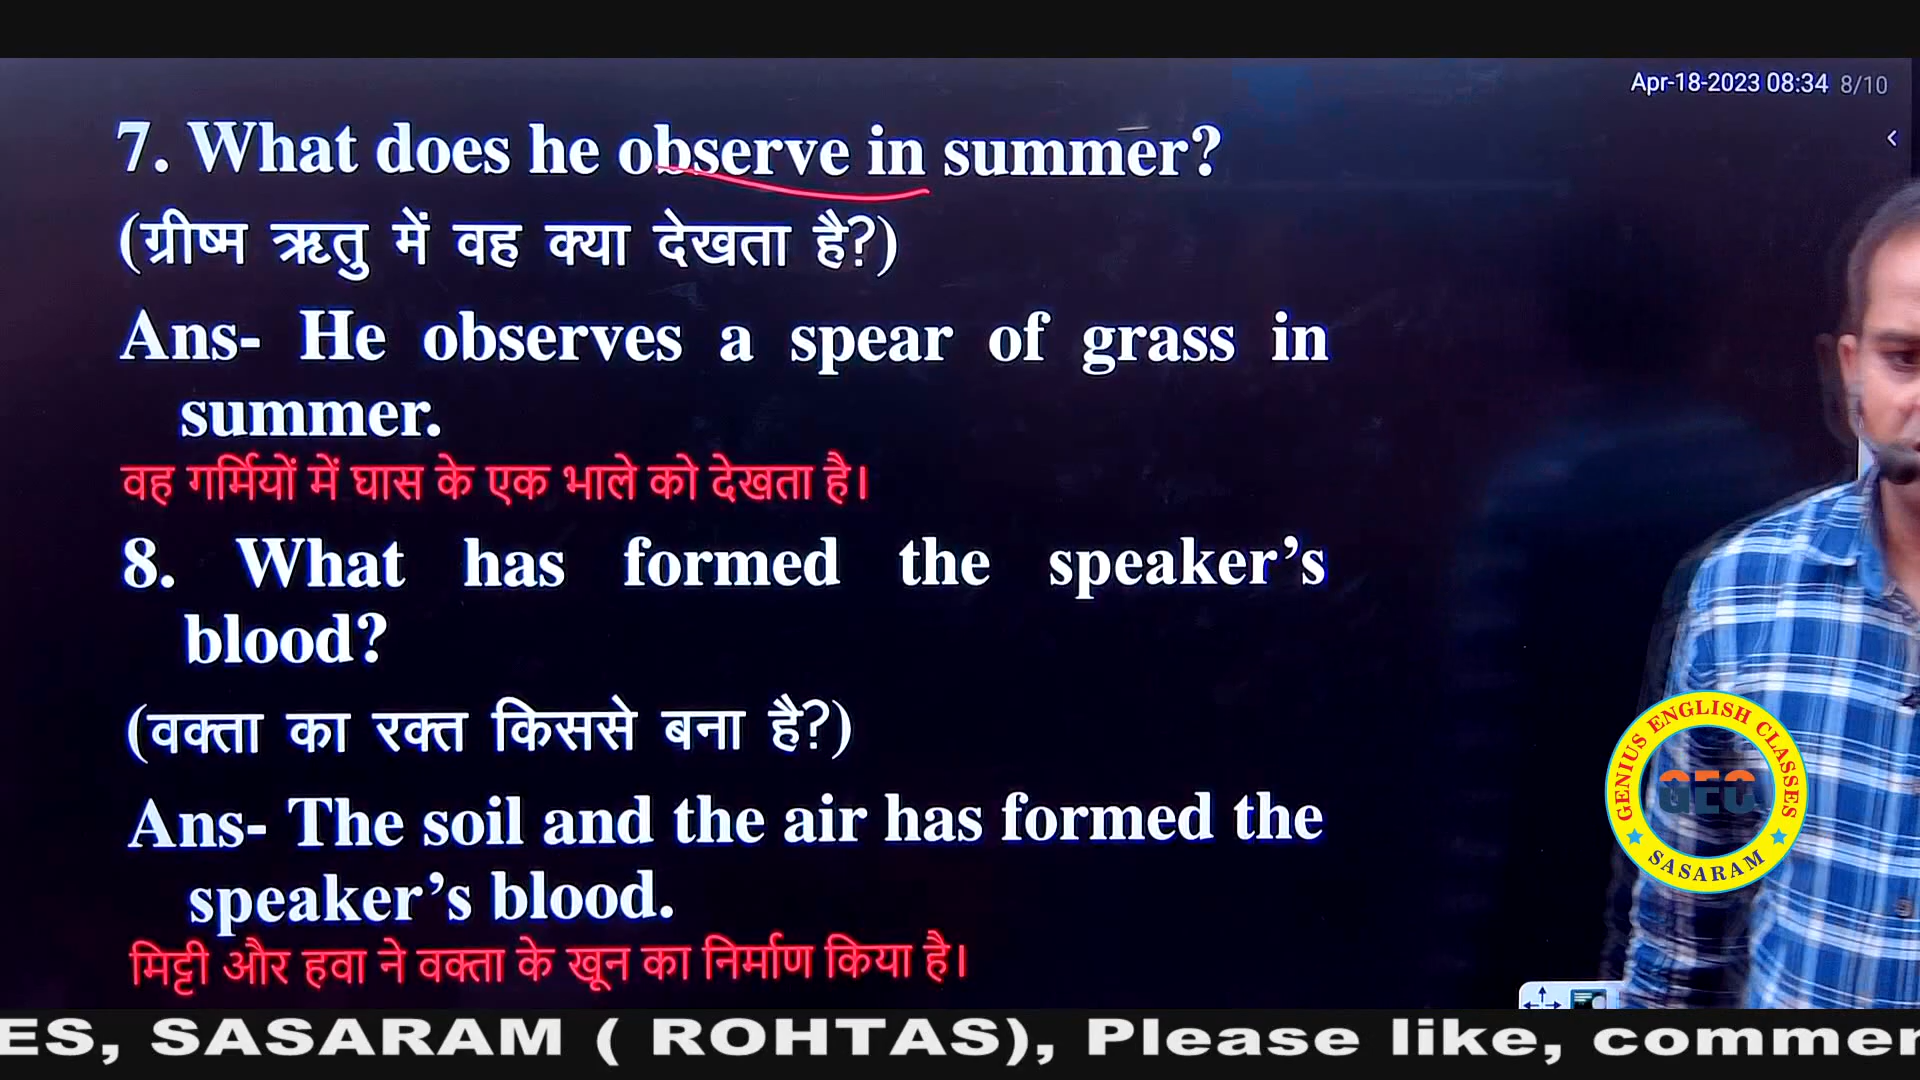 Apr-18-2023 08:34 8/10
7. What does he observe in summer?
(ग्रीष्म ऋतु में वह क्या देखता है?)
Ans- He observes a spear of grass in
summer.
वह गर्मियों में घास के एक भाले को देखता है।
8. What has formed the speaker’s
blood?
(वक्ता का रक्त किससे बना है?)
Ans- The soil and the air has formed the
speaker’s blood.
मिट्टी और हवा ने वक्ता के खून का निर्माण किया है।
GENIUS ENGLISH CLASSES
GEC
SASARAM
ES, SASARAM ( ROHTAS), Please like, commen